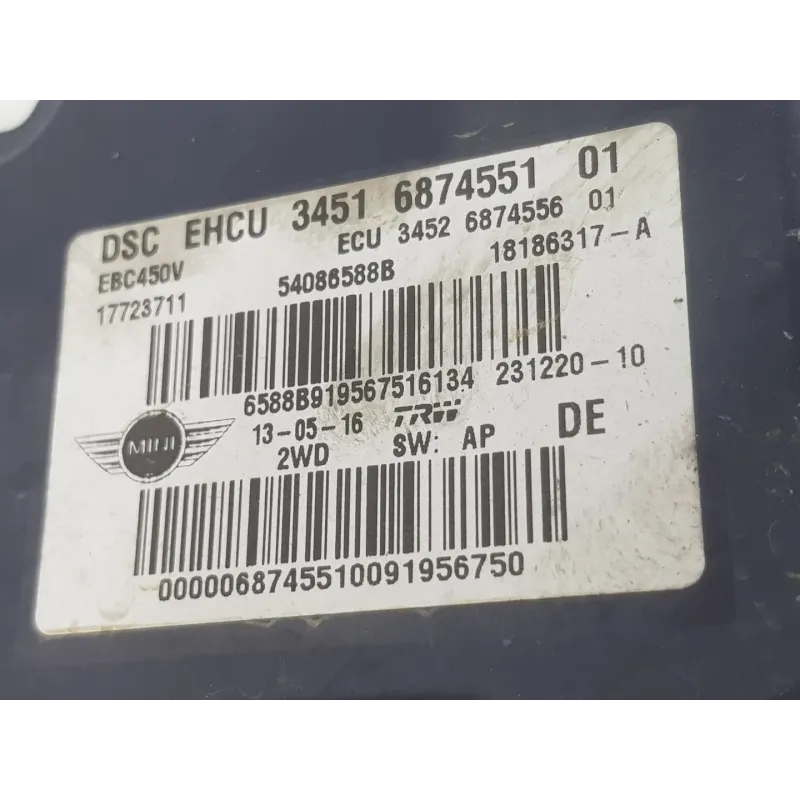 DSC EHCU 3451 6874551 01
ECU 3452 6874556 01
EBC450V 54086588B 18186317-A
17723711
6588B919567516134 231220-10
MINI 13-05-16 TRW DE
2WD SW: AP
0000068745510091956750